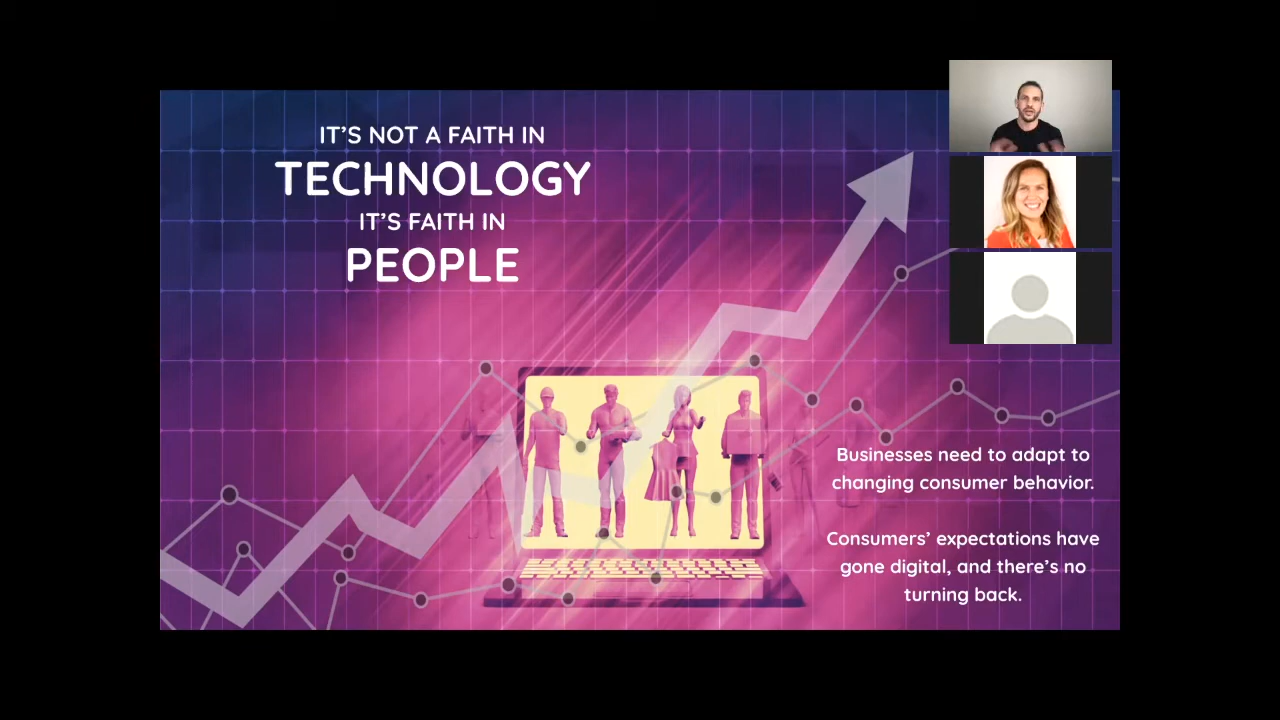 IT’S NOT A FAITH IN
TECHNOLOGY
IT’S FAITH IN
PEOPLE
Businesses need to adapt to
changing consumer behavior.
Consumers’ expectations have
gone digital, and there’s no
turning back.